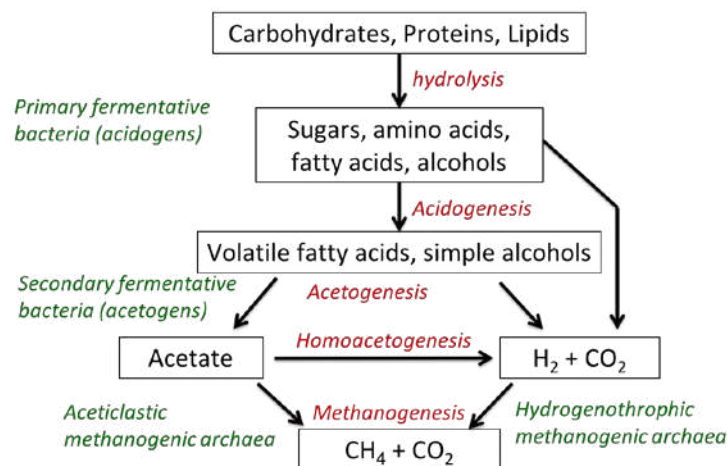 Carbohydrates, Proteins, Lipids
hydrolysis
Primary fermentative
bacteria (acidogens)
Sugars, amino acids,
fatty acids, alcohols
Acidogenesis
Volatile fatty acids, simple alcohols
Secondary fermentative
bacteria (acetogens)
Acetogenesis
Homoacetogenesis
Acetate
H₂ + CO₂
Aceticlastic
methanogenic archaea
Methanogenesis
Hydrogenothrophic
methanogenic archaea
CH₄ + CO₂